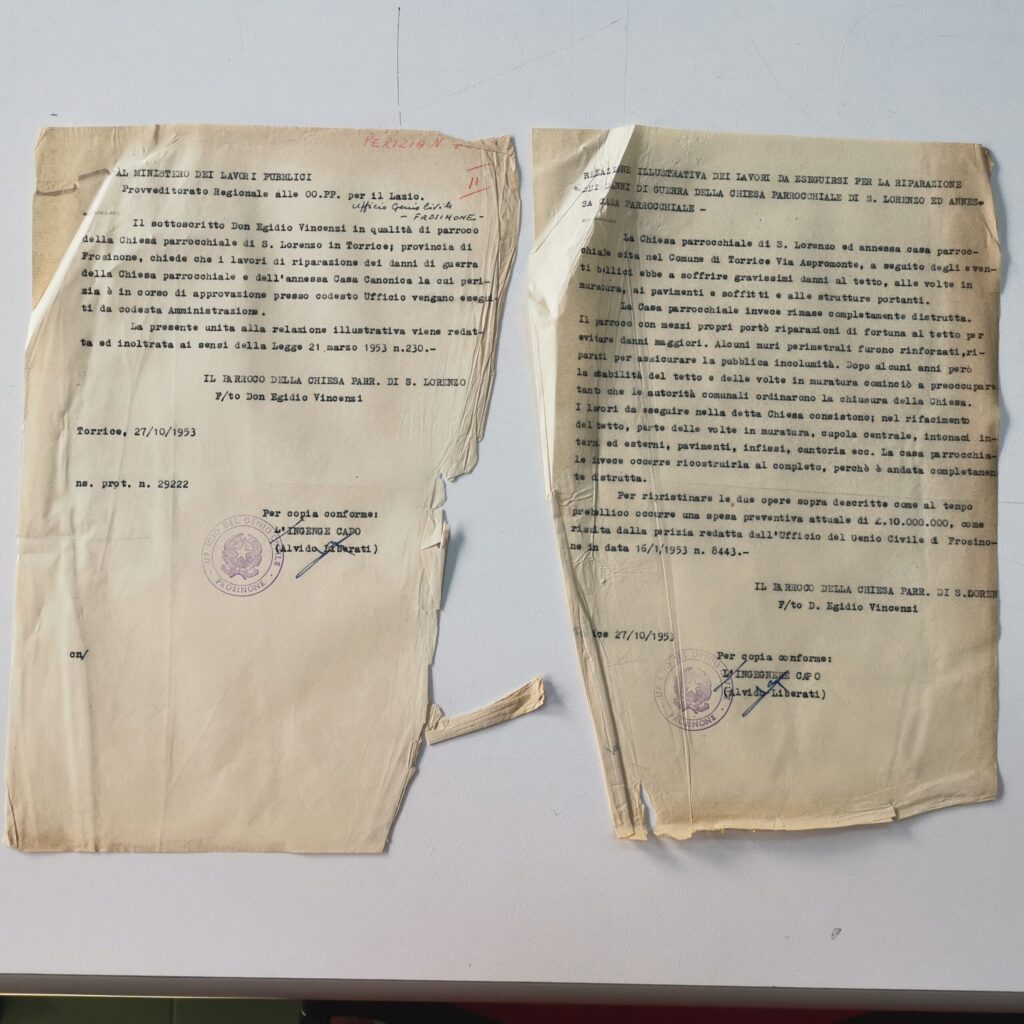 PERIZIA N.
II
AL MINISTERO DEI LAVORI PUBBLICI
Provveditorato Regionale alle OO.PP. per il Lazio.
Ufficio Genio Civile
- FROSINONE -
Il sottoscritto Don Egidio Vincenzi in qualità di parroco
della Chiesa parrocchiale di S. Lorenzo in Torrice; provincia di
Frosinone, chiede che i lavori di riparazione dei danni di guerra
della Chiesa parrocchiale e dell'annessa Casa Canonica la cui peri-
zia è in corso di approvazione presso codesto Ufficio vengano esegui-
ti da codesta Amministrazione.
La presente unita alla relazione illustrativa viene redat-
ta ed inoltrata ai sensi della Legge 21 marzo 1953 n.230.-
IL PARROCO DELLA CHIESA PARR. DI S. LORENZO
F/to Don Egidio Vincenzi
Torrice, 27/10/1953
ns. prot. n. 29222
Per copia conforme:
L'INGENGE CAPO
(Alvido Liberati)
UFFICIO DEL GENIO CIVILE
FROSINONE
cn/
RELAZIONE ILLUSTRATIVA DEI LAVORI DA ESEGUIRSI PER LA RIPARAZIONE
DEI DANNI DI GUERRA DELLA CHIESA PARROCCHIALE DI S. LORENZO ED ANNES-
SA CASA PARROCCHIALE -
La Chiesa parrocchiale di S. Lorenzo ed annessa casa parroc-
chiale sita nel Comune di Torrice Via Aspromonte, a seguito degli even-
ti billici ebbe a soffrire gravissimi danni al tetto, alle volte in
muratura, ai pavimenti e soffitti e alle strutture portanti.
La Casa parrocchiale invece rimase completamente distrutta.
Il parroco con mezzi propri portò riparazioni di fortuna al tetto per
evitare danni maggiori. Alcuni muri perimetrali furono rinforzati, ri-
parati per assicurare la pubblica incolumità. Dopo alcuni anni però
la stabilità del tetto e delle volte in muratura cominciò a preoccupare
tanto che le autorità comunali ordinarono la chiusura della Chiesa.
I lavori da eseguire nella detta Chiesa consistono; nel rifacimento
del tetto, parte delle volte in muratura, cupola centrale, intonaci in-
terni ed esterni, pavimenti, infissi, cantoria ecc. La casa parrocchia-
le invece occorre ricostruirla al completo, perchè è andata completamen-
te distrutta.
Per ripristinare le due opere sopra descritte come al tempo
prebillico occorre una spesa preventiva attuale di £.10.000.000, come
risulta dalla perizia redatta dall'Ufficio del Genio Civile di Frosino-
ne in data 16/1/1953 n. 8443.-
IL PARROCO DELLA CHIESA PARR. DI S.LOREN
F/to D. Egidio Vincenzi
ice 27/10/1953
Per copia conforme:
L'INGEGNERE CAPO
(Alvido Liberati)
UFFICIO DEL GENIO CIVILE
FROSINONE